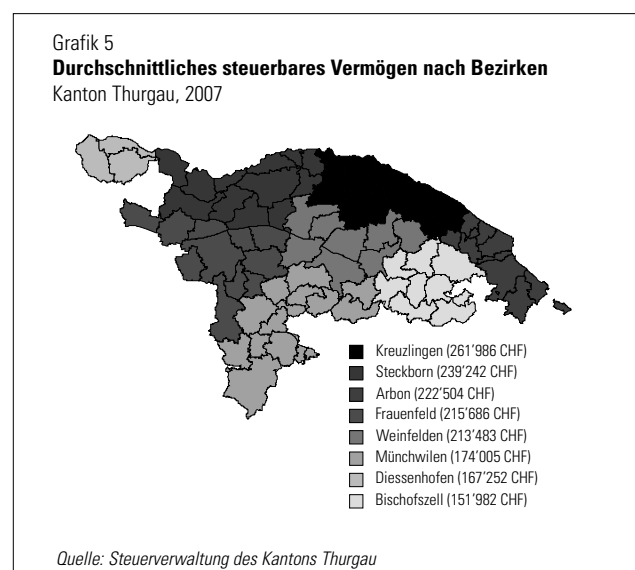 Grafik 5
Durchschnittliches steuerbares Vermögen nach Bezirken
Kanton Thurgau, 2007
Kreuzlingen (261’986 CHF)
Steckborn (239’242 CHF)
Arbon (222’504 CHF)
Frauenfeld (215’686 CHF)
Weinfelden (213’483 CHF)
Münchwilen (174’005 CHF)
Diessenhofen (167’252 CHF)
Bischofszell (151’982 CHF)
Quelle: Steuerverwaltung des Kantons Thurgau